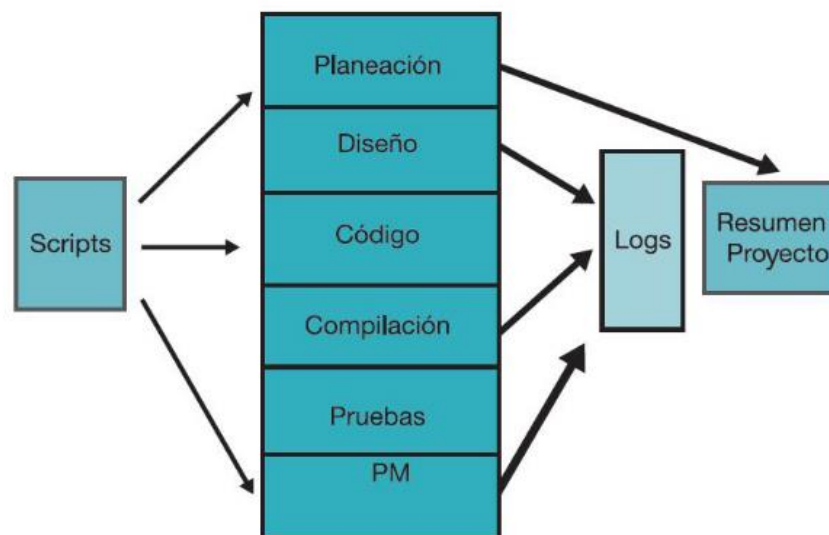 Planeación
Diseño
Scripts
Código
Logs
Resumen
Proyecto
Compilación
Pruebas
PM